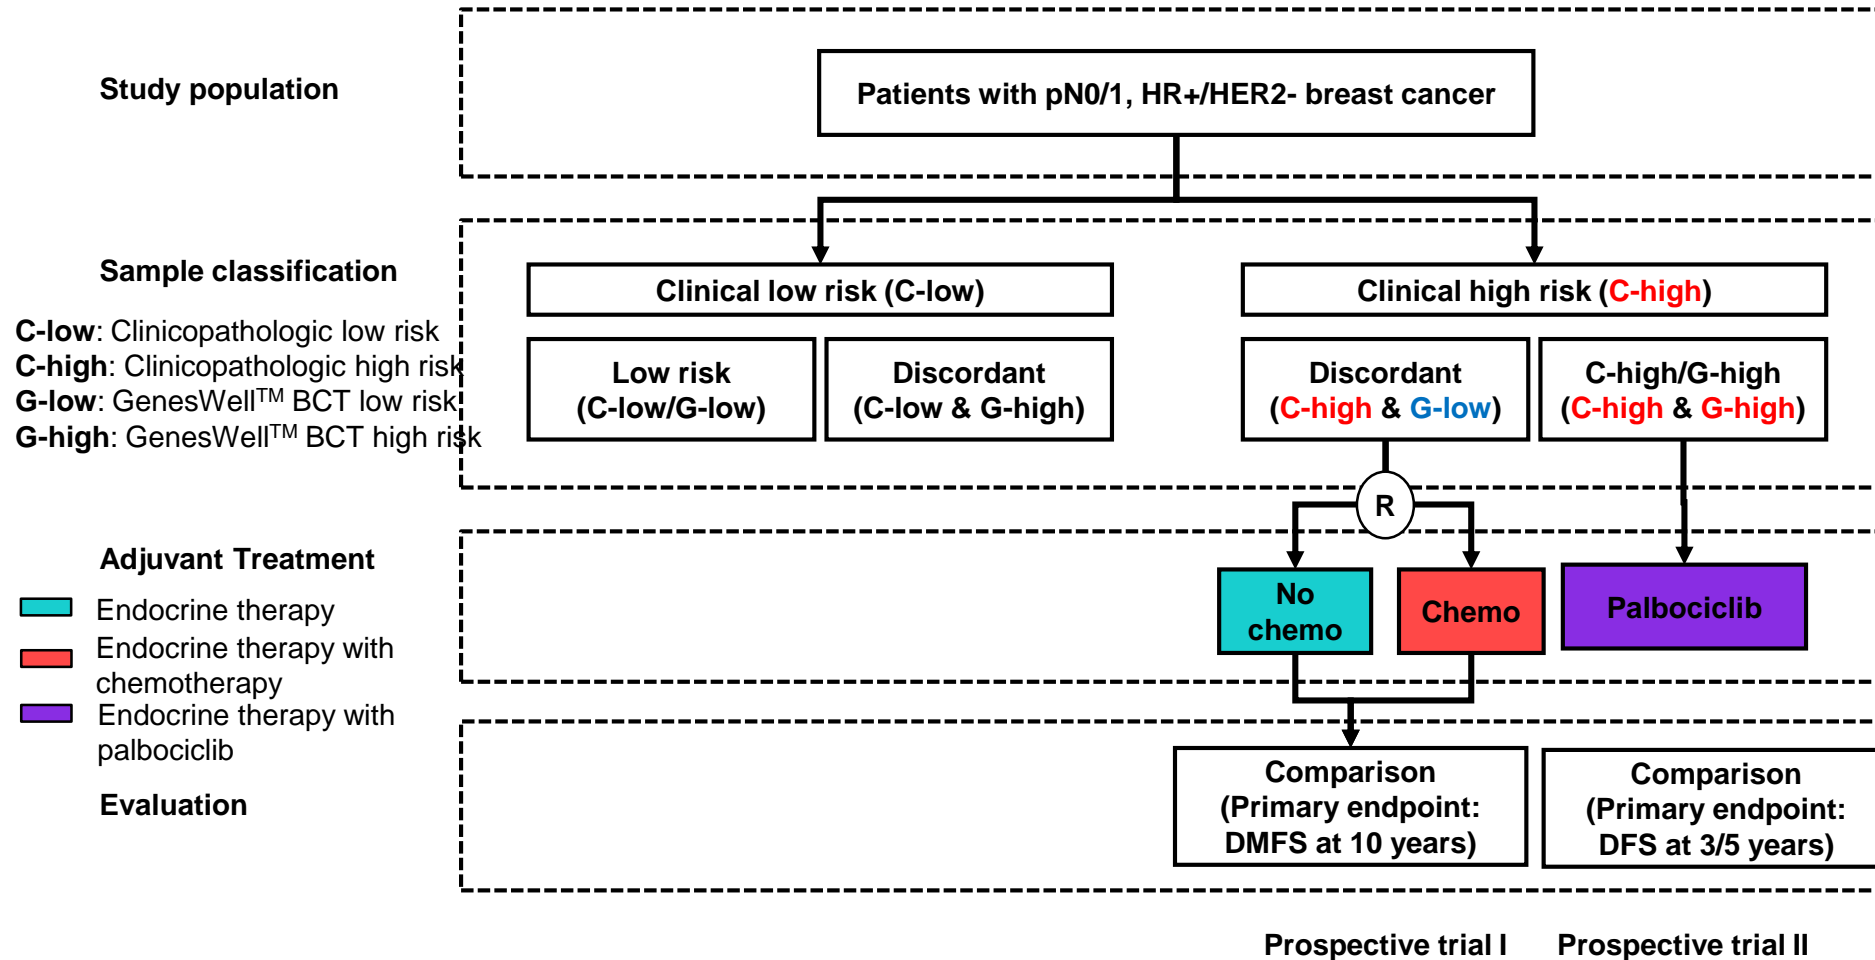 Study population
Patients with pN0/1, HR+/HER2- breast cancer
Sample classification
C-low: Clinicopathologic low risk
C-high: Clinicopathologic high risk
G-low: GenesWell™ BCT low risk
G-high: GenesWell™ BCT high risk
Clinical low risk (C-low)
Clinical high risk (C-high)
Low risk
(C-low/G-low)
Discordant
(C-low & G-high)
Discordant
(C-high & G-low)
C-high/G-high
(C-high & G-high)
R
Adjuvant Treatment
Endocrine therapy
Endocrine therapy with
chemotherapy
Endocrine therapy with
palbociclib
No
chemo
Chemo
Palbociclib
Evaluation
Comparison
(Primary endpoint:
DMFS at 10 years)
Comparison
(Primary endpoint:
DFS at 3/5 years)
Prospective trial I
Prospective trial II